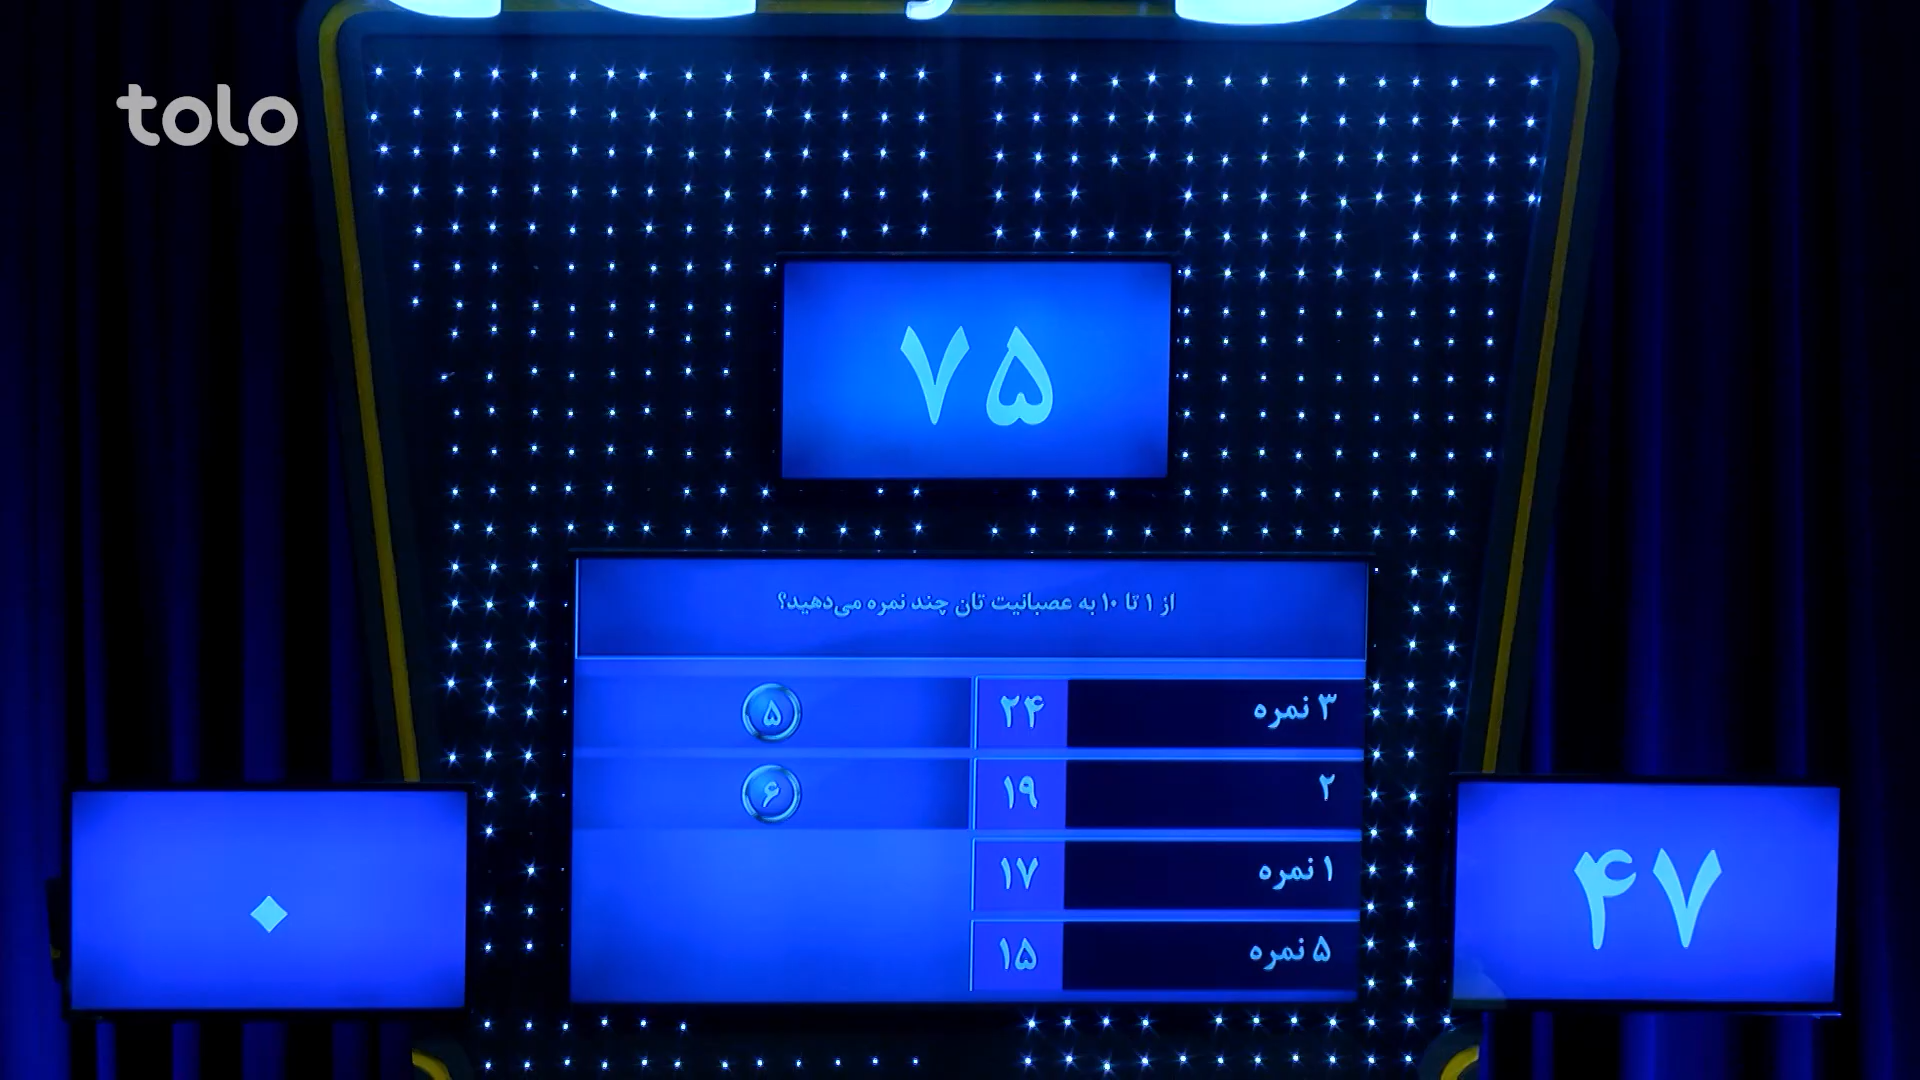 tolo
۷۵
از ۱ تا ۱۰ به عصبانیت تان چند نمره می‌دهید؟
۳ نمره ۲۴
۵
۲ ۱۹
۶
۱ نمره ۱۷
۵ نمره ۱۵
۰
۴۷